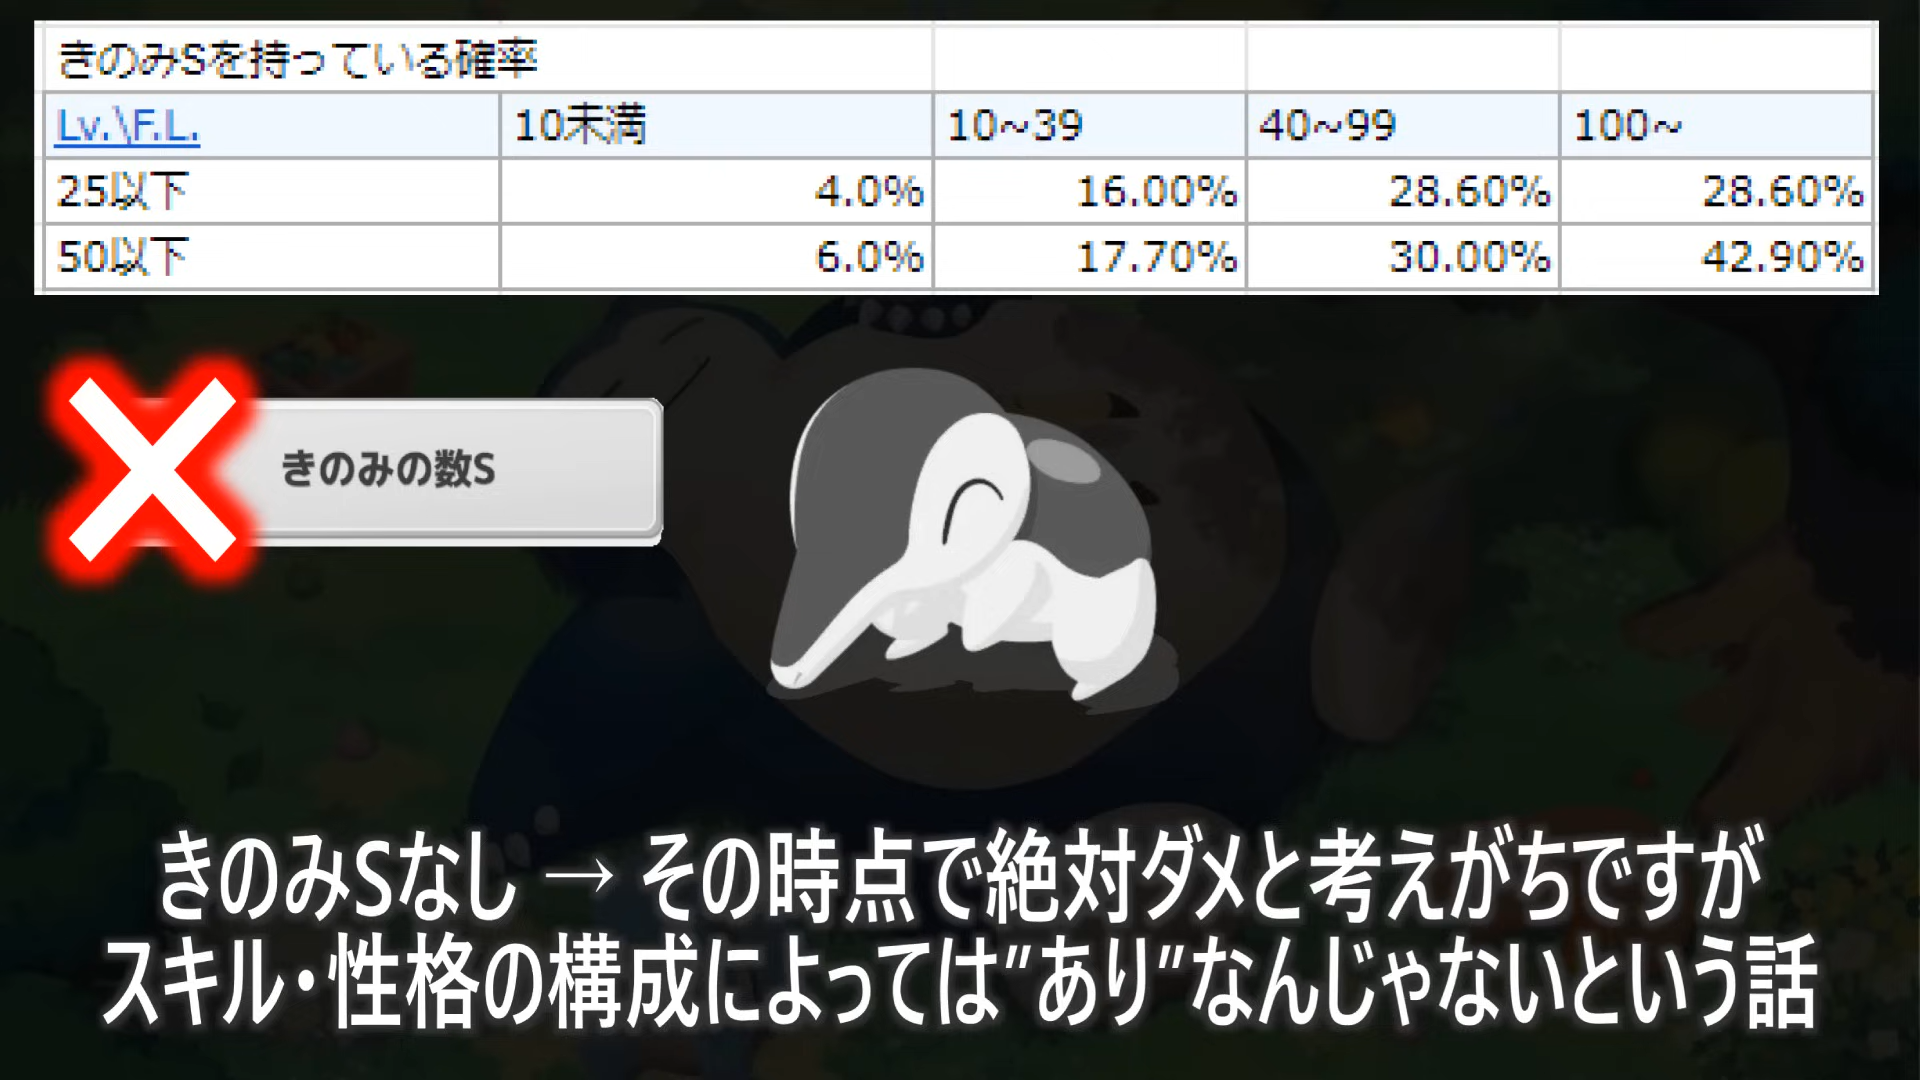 きのみSを持っている確率
Lv.\F.L. 10未満 10~39 40~99 100~
25以下 4.0% 16.00% 28.60% 28.60%
50以下 6.0% 17.70% 30.00% 42.90%
きのみの数S
きのみSなし → その時点で絶対ダメと考えがちですが
スキル・性格の構成によっては"あり"なんじゃないという話